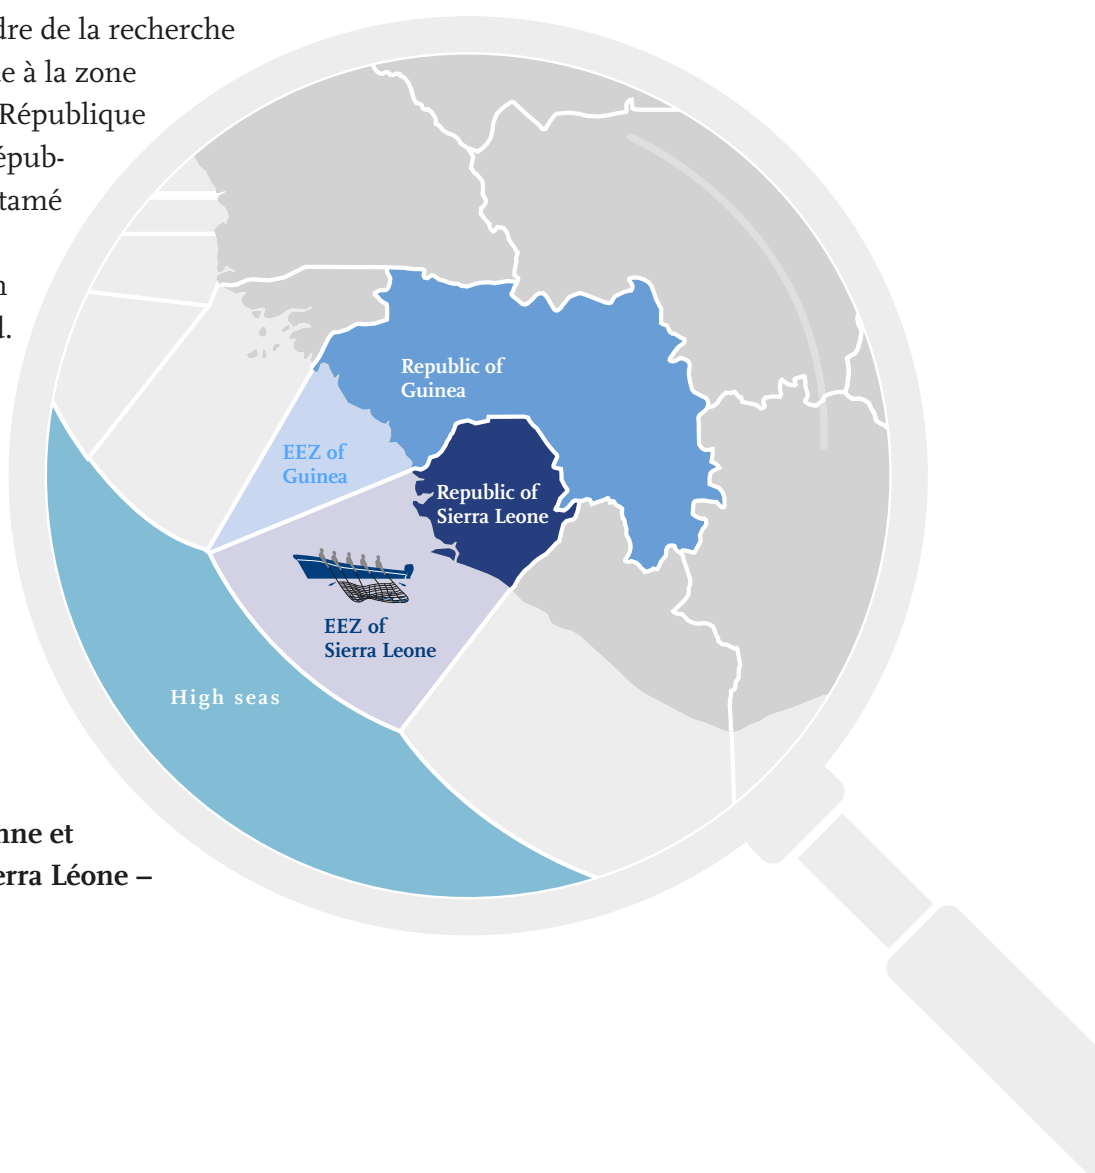 dre de la recherche
e à la zone
République
épub-
tamé
n
d.
Republic of
Guinea
EEZ of
Guinea
Republic of
Sierra Leone
EEZ of
Sierra Leone
High seas
nne et
erra Léone –